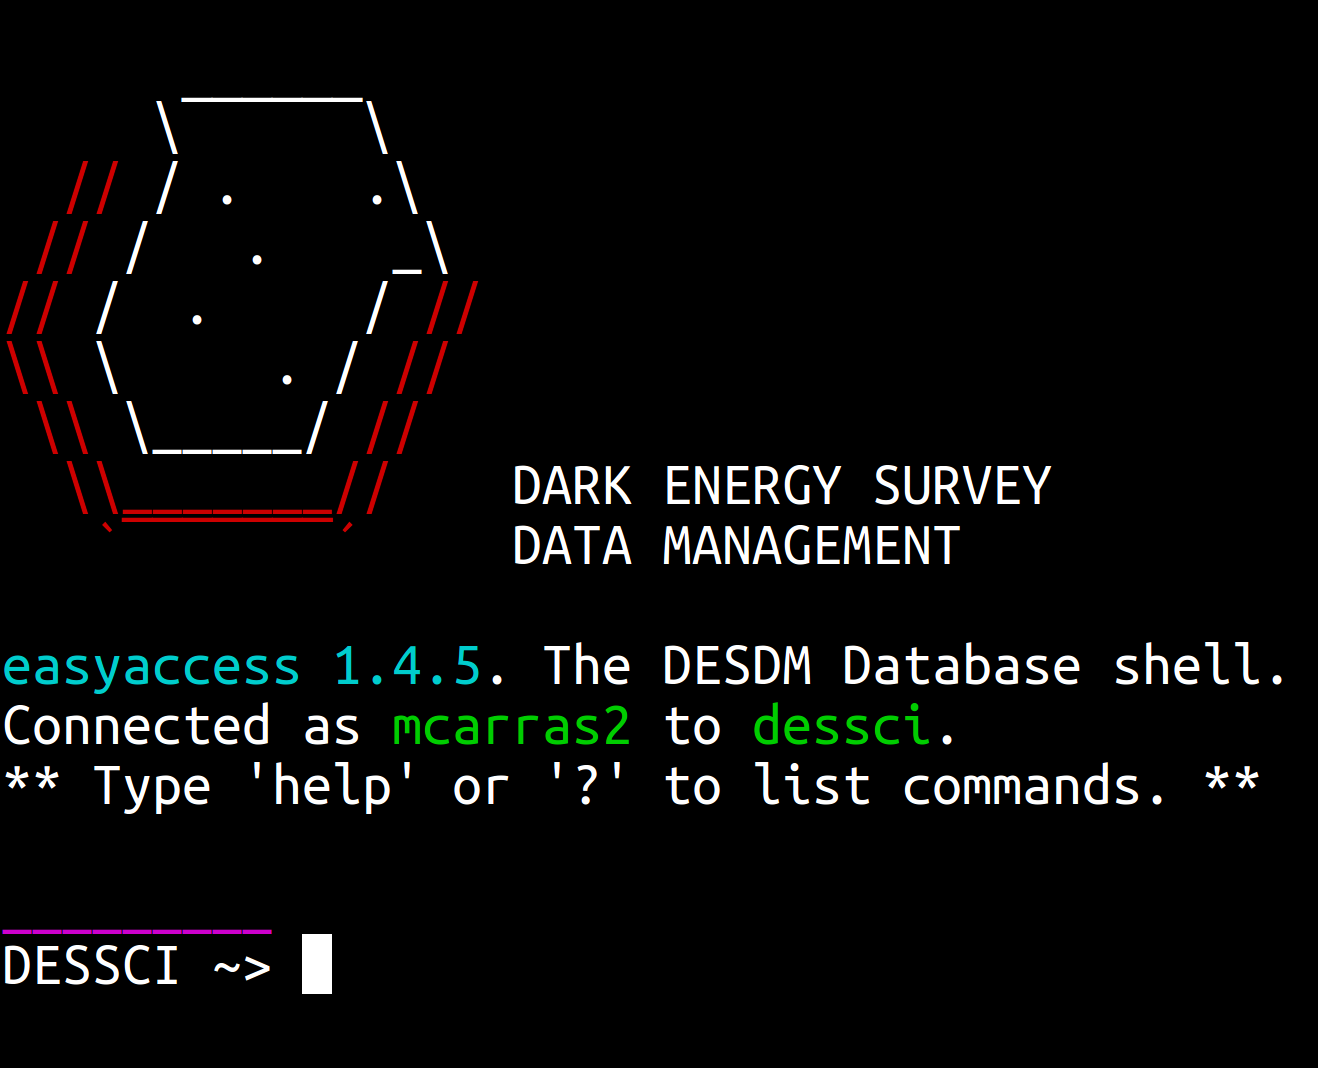 DARK ENERGY SURVEY
DATA MANAGEMENT
easyaccess 1.4.5. The DESDM Database shell.
Connected as mcarras2 to dessci.
** Type 'help' or '?' to list commands. **
DESSCI ~>